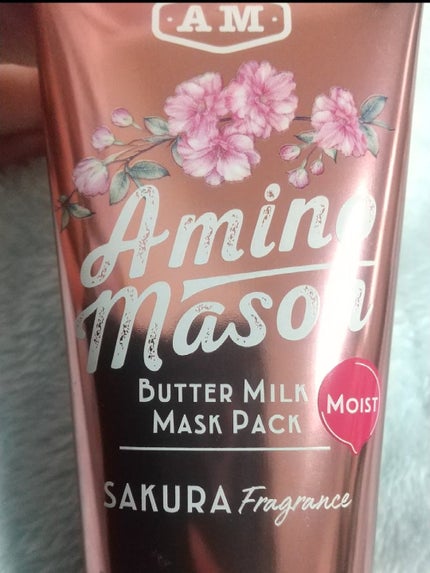 ·AM·
Amino
Mason
BUTTER MILK
MASK PACK
MOIST
SAKURA Fragrance